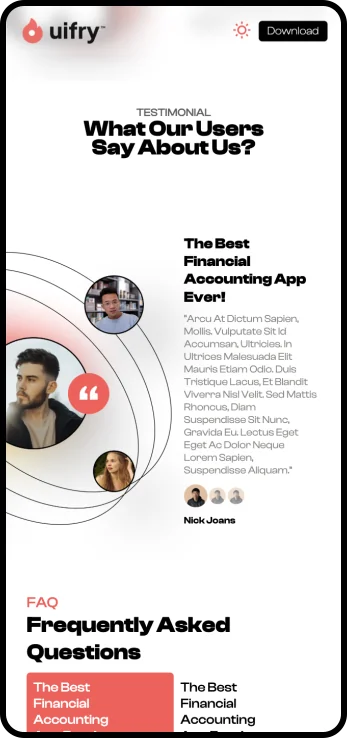 uifry™
Download
TESTIMONIAL
What Our Users
Say About Us?
The Best
Financial
Accounting App
Ever!
"Arcu At Dictum Sapien,
Mollis. Vulputate Sit Id
Accumsan, Ultricies. In
Ultrices Malesuada Elit
Mauris Etiam Odio. Duis
Tristique Lacus, Et Blandit
Viverra Nisl Velit. Sed Mattis
Rhoncus, Diam
Suspendisse Sit Nunc,
Gravida Eu. Lectus Eget
Eget Ac Dolor Neque
Lorem Sapien,
Suspendisse Aliquam."
Nick Joans
FAQ
Frequently Asked
Questions
The Best
Financial
Accounting
The Best
Financial
Accounting